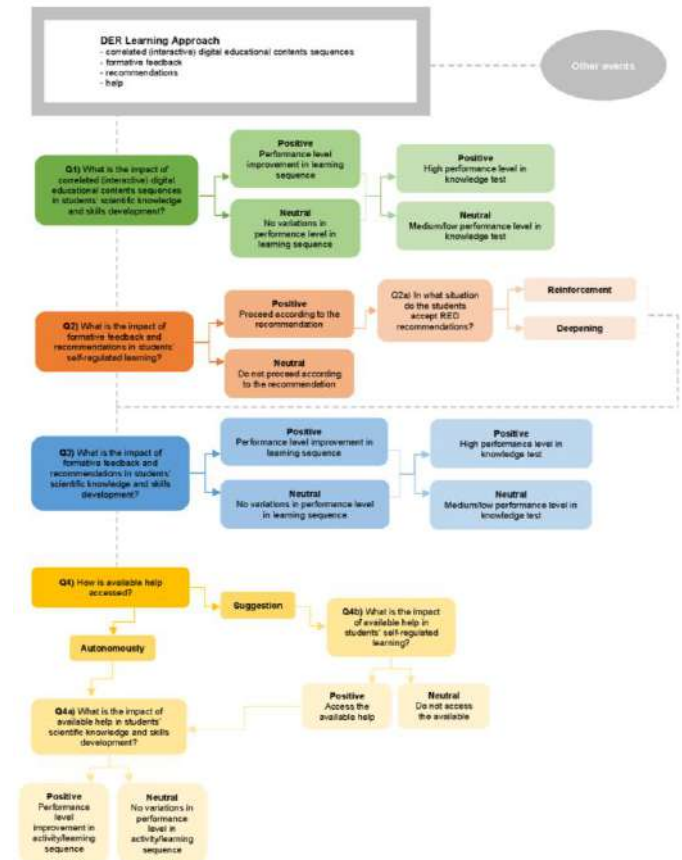 DER Learning Approach
- correlated (interactive) digital educational contents sequences
- formative feedback
- recommendations
- help
Other events
Q1) What is the impact of
correlated (interactive) digital
educational contents sequences
in students' scientific knowledge
and skills development?
Positive
Performance level
improvement in learning
sequence
Neutral
No variations in
performance level in
learning sequence
Positive
High performance level in
knowledge test
Neutral
Medium/low performance level in
knowledge test
Q2) What is the impact of
formative feedback and
recommendations in students'
self-regulated learning?
Positive
Proceed according to the
recommendation
Neutral
Do not proceed according
to the recommendation
Q2a) In what situation
do the students
accept RED
recommendations?
Reinforcement
Deepening
Q3) What is the impact of
formative feedback and
recommendations in students'
scientific knowledge and skills
development?
Positive
Performance level improvement in
learning sequence
Neutral
No variations in performance level
in learning sequence
Positive
High performance level in
knowledge test
Neutral
Medium/low performance level in
knowledge test
Q4) How is available help
accessed?
Suggestion
Autonomously
Q4b) What is the impact
of available help in
students' self-regulated
learning?
Positive
Access the
available help
Neutral
Do not access
the available
Q4a) What is the impact of
available help in students'
scientific knowledge and skills
development?
Positive
Performance
level
improvement in
activity/learning
sequence
Neutral
No variations in
performance
level in
activity/learning
sequence